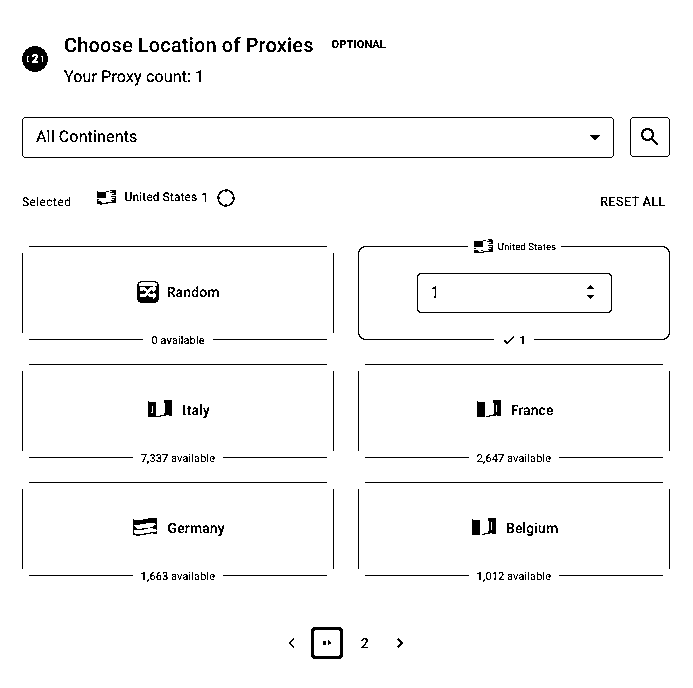 2
Choose Location of Proxies OPTIONAL
Your Proxy count: 1
All Continents
Selected United States 1 RESET ALL
Random
0 available
United States
1
1
Italy
7,337 available
France
2,647 available
Germany
1,663 available
Belgium
1,012 available
2